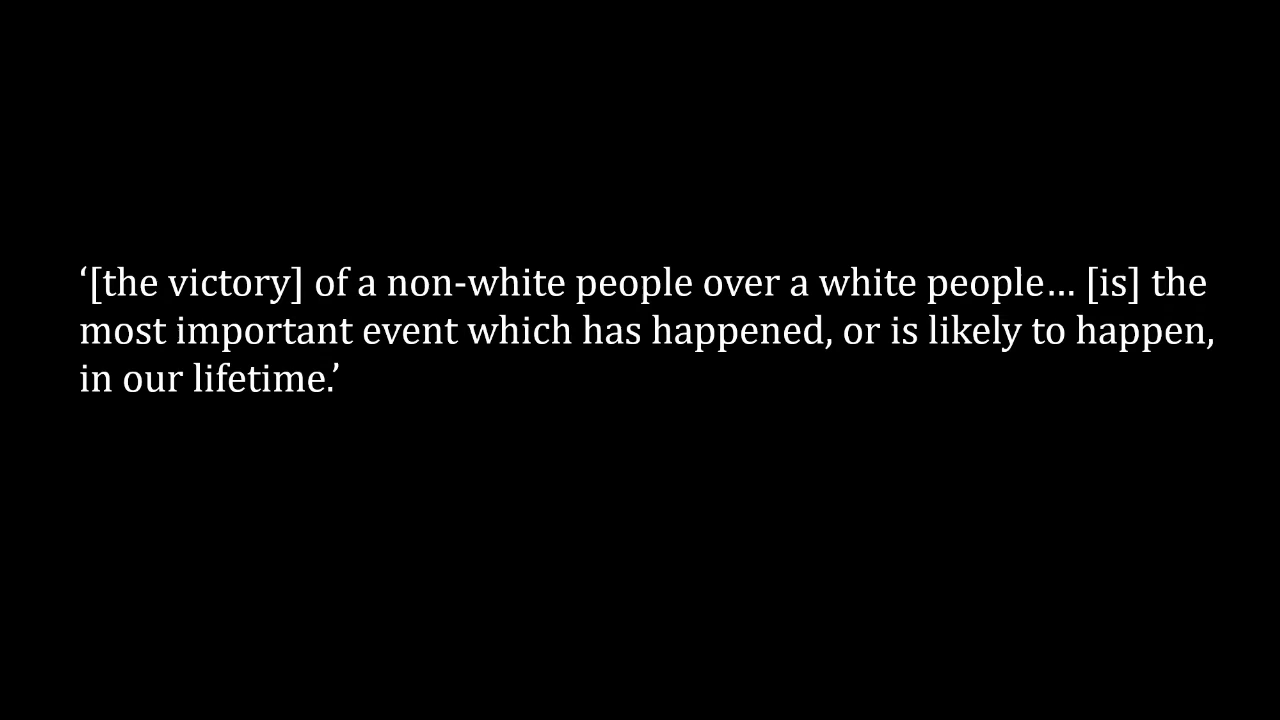 ‘[the victory] of a non-white people over a white people… [is] the
most important event which has happened, or is likely to happen,
in our lifetime.’